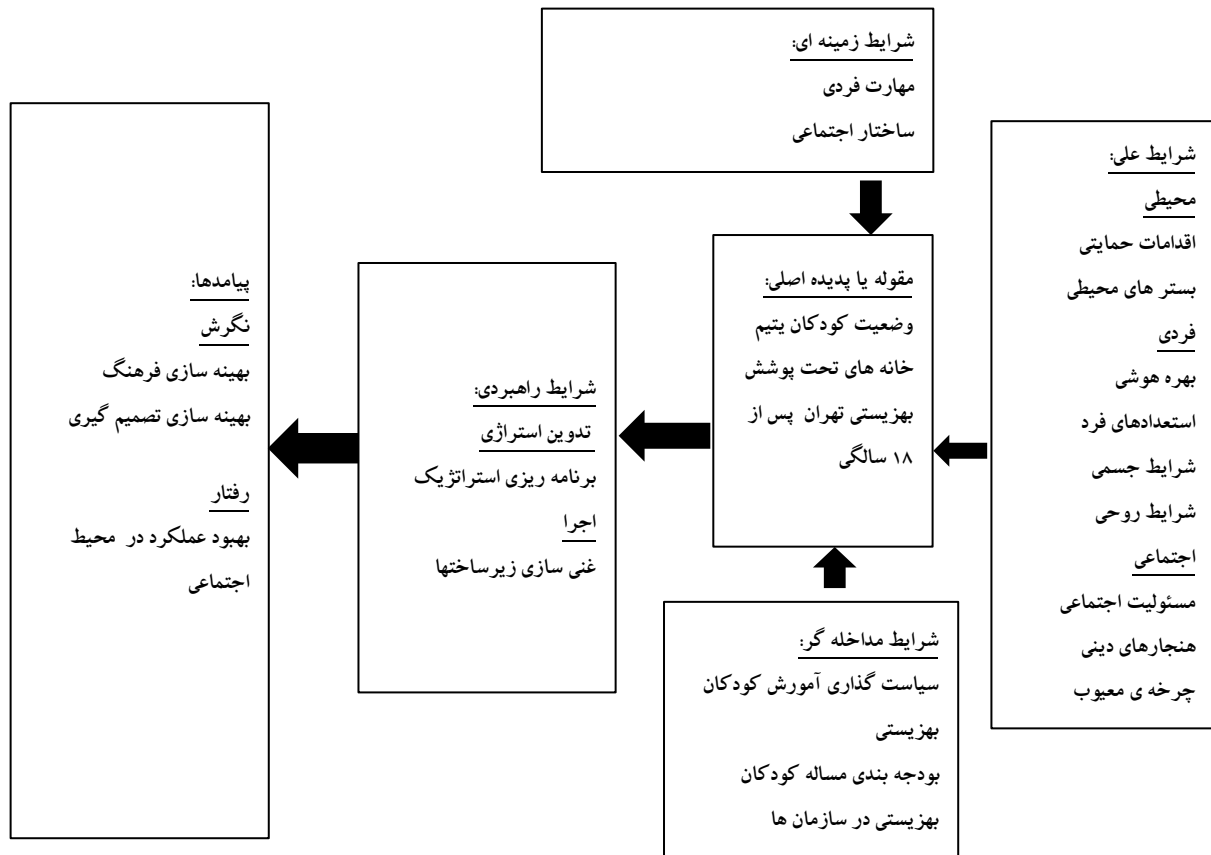 شرایط زمینه ای:
مهارت فردی
ساختار اجتماعی
شرایط علی:
محیطی
اقدامات حمایتی
بستر های محیطی
فردی
بهره هوشی
استعدادهای فرد
شرایط جسمی
شرایط روحی
اجتماعی
مسئولیت اجتماعی
هنجارهای دینی
چرخه ی معیوب
مقوله یا پدیده اصلی:
وضعیت کودکان یتیم
خانه های تحت پوشش
بهزیستی تهران پس از
۱۸ سالگی
شرایط مداخله گر:
سیاست گذاری آمورش کودکان
بهزیستی
بودجه بندی مساله کودکان
بهزیستی در سازمان ها
شرایط راهبردی:
تدوین استراژی
برنامه ریزی استراتژیک
اجرا
غنی سازی زیرساختها
پیامدها:
نگرش
بهینه سازی فرهنگ
بهینه سازی تصمیم گیری
رفتار
بهبود عملکرد در محیط
اجتماعی